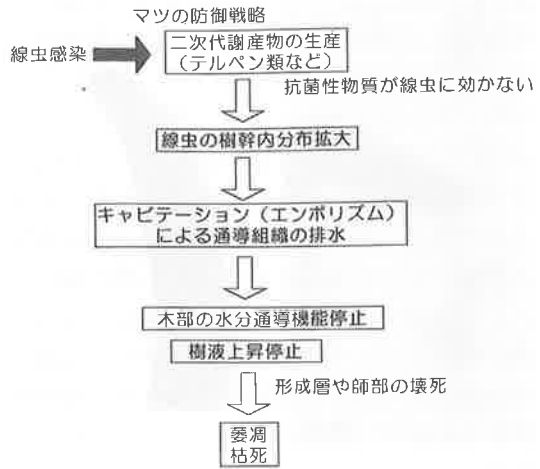 マツの防御戦略
線虫感染
二次代謝産物の生産
（テルペン類など）
抗菌性物質が線虫に効かない
線虫の樹幹内分布拡大
キャビテーション（エンボリズム）
による通導組織の排水
木部の水分通導機能停止
樹液上昇停止
形成層や師部の壊死
萎凋
枯死